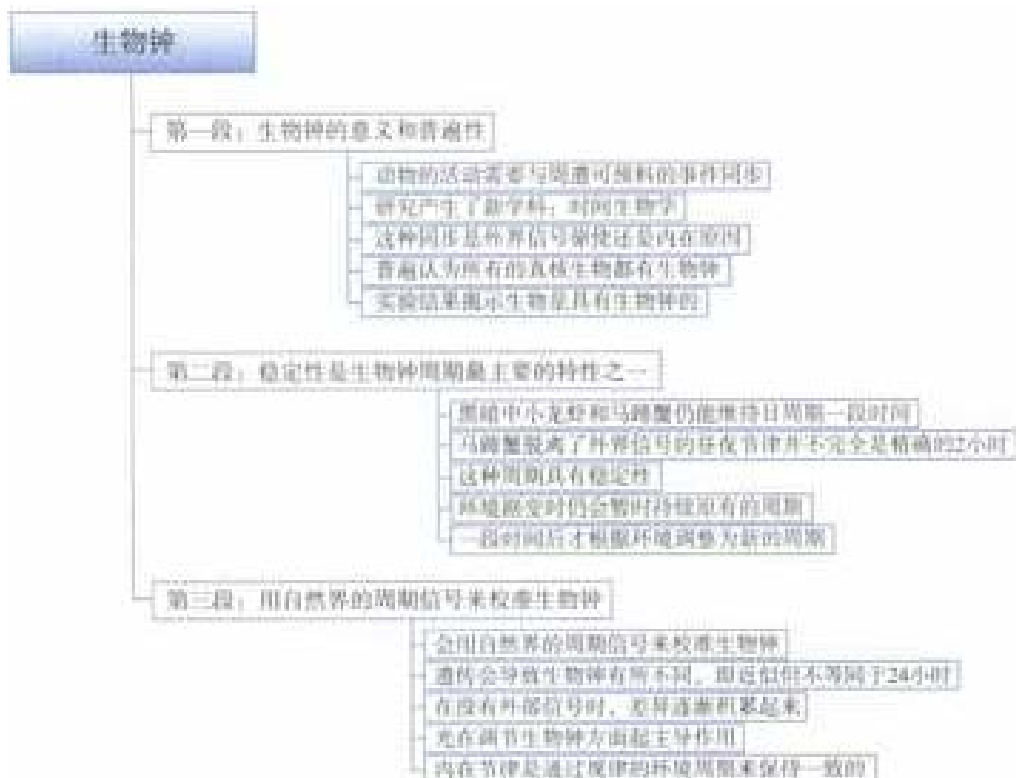 生物钟
第一段：生物钟的意义和普遍性
动物的活动需要与周遭可预料的事件同步
研究产生了新学科：时间生物学
这种同步是外界信号驱使还是内在原因
普遍认为所有的真核生物都有生物钟
实验结果揭示生物是具有生物钟的
第二段：稳定性是生物钟周期最主要的特性之一
黑暗中小龙虾和马蹄蟹仍能维持日周期一段时间
马蹄蟹脱离了外界信号的昼夜节律并不完全是精确的2小时
这种周期具有稳定性
环境改变时仍会暂时持续原有的周期
一段时间后才根据环境调整为新的周期
第三段：用自然界的周期信号来校准生物钟
会用自然界的周期信号来校准生物钟
遗传会导致生物钟有所不同，即近似但不等同于24小时
在没有外部信号时，差异逐渐积累起来
光在调节生物钟方面起主导作用
内在节律是通过规律的环境周期来保持一致的